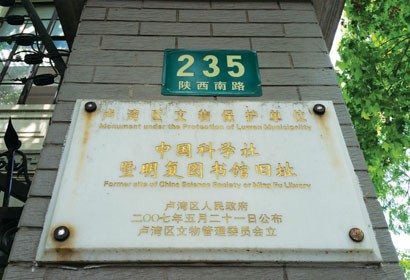 235
陕西南路
卢湾区文物保护单位
Monument under the Protection of Luwan Municipality
中国科学社
暨明复图书馆旧址
Former site of China Science Society or Ming Fu Library
卢湾区人民政府
二〇〇七年五月二十一日公布
卢湾区文物管理委员会立